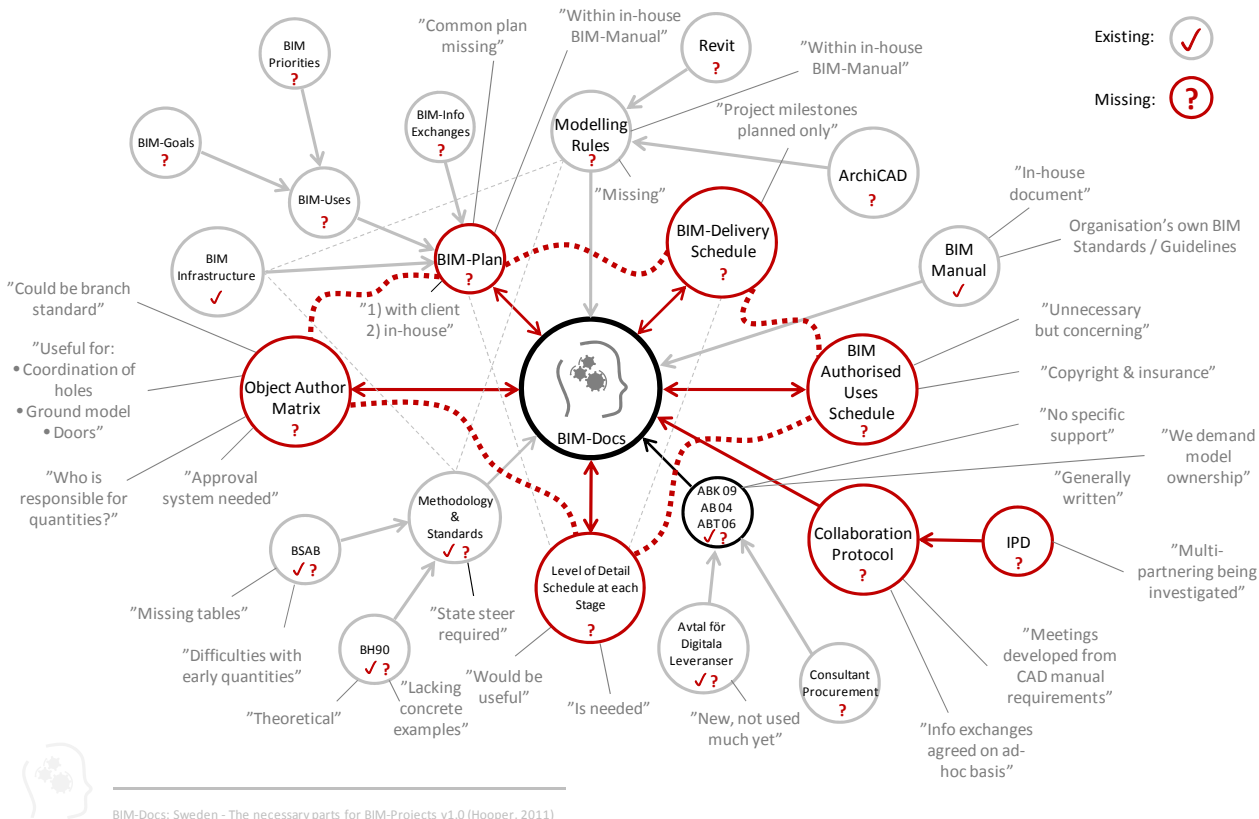 "Common plan
missing"
"Within in-house
BIM-Manual"
Existing: ✓
Missing: ?
BIM
Priorities
?
Revit
?
"Within in-house
BIM-Manual"
BIM-Info
Exchanges
?
Modelling
Rules
?
"Project milestones
planned only"
BIM-Goals
?
ArchiCAD
?
"In-house
document"
BIM-Uses
?
"Missing"
BIM-Delivery
Schedule
?
Organisation's own BIM
Standards / Guidelines
BIM
Infrastructure
✓
BIM-Plan
?
BIM
Manual
✓
"Could be branch
standard"
"1) with client
2) in-house"
"Unnecessary
but concerning"
"Useful for:
• Coordination of
holes
• Ground model
• Doors"
Object Author
Matrix
?
BIM-Docs
BIM
Authorised
Uses
Schedule
?
"Copyright & insurance"
"No specific
support"
"We demand
model
ownership"
"Who is
responsible for
quantities?"
"Approval
system needed"
Methodology
&
Standards
✓ ?
ABK 09
AB 04
ABT 06
✓ ?
"Generally
written"
BSAB
✓ ?
Level of Detail
Schedule at each
Stage
?
Collaboration
Protocol
?
IPD
?
"Multi-
partnering being
investigated"
"Missing tables"
"State steer
required"
"Difficulties with
early quantities"
BH90
✓ ?
Avtal för
Digitala
Leveranser
✓ ?
Consultant
Procurement
?
"Meetings
developed from
CAD manual
requirements"
"Theoretical"
"Lacking
concrete
examples"
"Would be
useful"
"Is needed"
"New, not used
much yet"
"Info exchanges
agreed on ad-
hoc basis"
BIM-Docs: Sweden - The necessary parts for BIM-Projects v1.0 (Hooper, 2011)